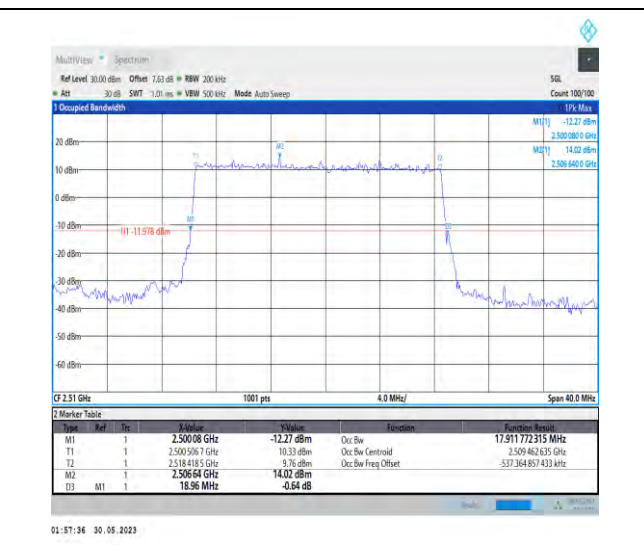 MultiView Spectrum
Ref Level 30.00 dBm Offset 7.63 dB RBW 200 kHz SGL
Att 30 dB SWT 1.01 ms VBW 500 kHz Mode Auto Sweep Count 100/100
1 Occupied Bandwidth 1Pk Max
M1[1] -12.27 dBm
2.500 080 0 GHz
M2[1] 14.02 dBm
2.506 640 0 GHz
20 dBm
T1 M2 T2
10 dBm
0 dBm
M1 D3
-10 dBm
H1 -11.978 dBm
-20 dBm
-30 dBm
-40 dBm
-50 dBm
-60 dBm
CF 2.51 GHz 1001 pts 4.0 MHz/ Span 40.0 MHz
2 Marker Table
Type Ref Trc X-Value Y-Value Function Function Result
M1 1 2.50008 GHz -12.27 dBm Occ Bw 17.911 772 315 MHz
T1 1 2.500 506 7 GHz 10.33 dBm Occ Bw Centroid 2.509 462 635 GHz
T2 1 2.518 418 5 GHz 9.76 dBm Occ Bw Freq Offset -537.364 857 433 kHz
M2 1 2.50664 GHz 14.02 dBm
D3 M1 1 18.96 MHz -0.64 dB
01:57:36 30.05.2023